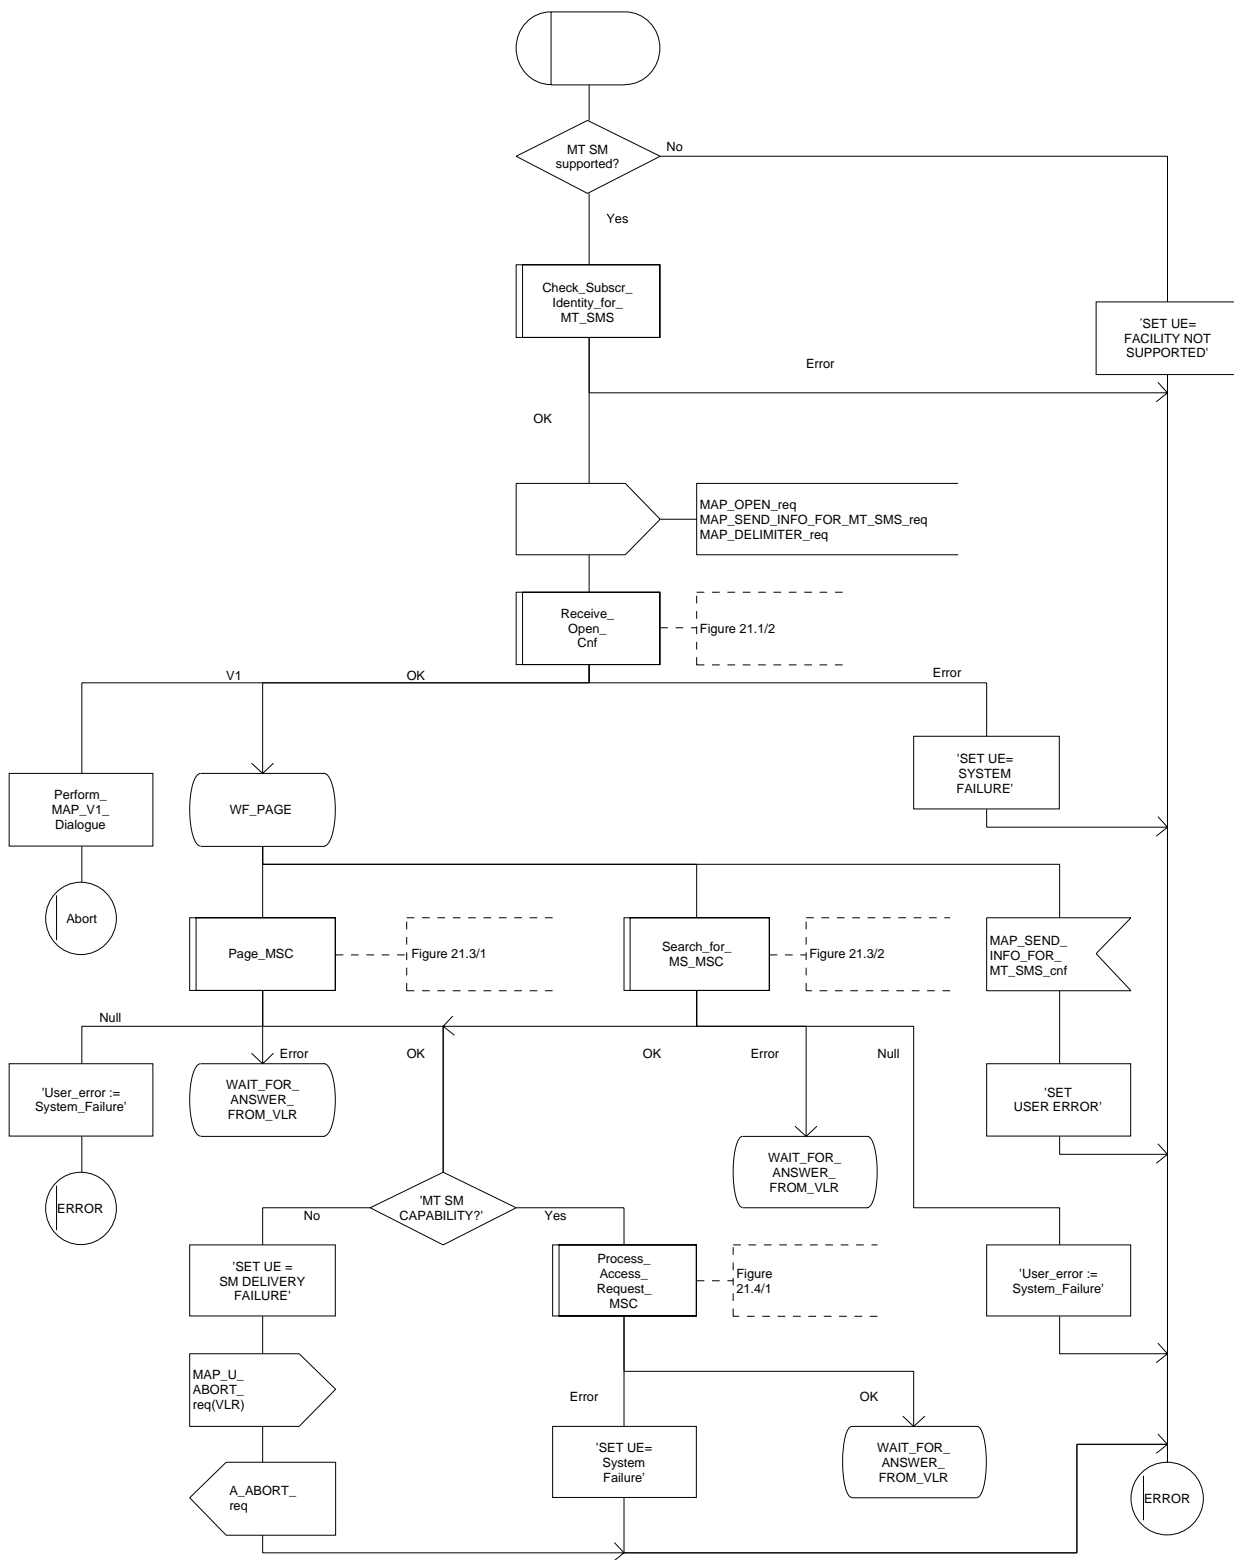 MT SM
supported?
No
Yes
Check_Subscr_
Identity_for_
MT_SMS
´SET UE=
FACILITY NOT
SUPPORTED'
Error
OK
MAP_OPEN_req
MAP_SEND_INFO_FOR_MT_SMS_req
MAP_DELIMITER_req
Receive_
Open_
Cnf
Figure 21.1/2
V1
OK
Error
'SET UE=
SYSTEM
FAILURE'
Perform_
MAP_V1_
Dialogue
WF_PAGE
Abort
Page_MSC
Figure 21.3/1
Search_for_
MS_MSC
Figure 21.3/2
MAP_SEND_
INFO_FOR_
MT_SMS_cnf
Null
Error
OK
OK
Error
Null
'User_error :=
System_Failure'
WAIT_FOR_
ANSWER_
FROM_VLR
'SET
USER ERROR'
WAIT_FOR_
ANSWER_
FROM_VLR
ERROR
'MT SM
CAPABILITY?'
No
Yes
'SET UE =
SM DELIVERY
FAILURE'
Process_
Access_
Request_
MSC
Figure
21.4/1
'User_error :=
System_Failure'
MAP_U_
ABORT_
req(VLR)
Error
OK
'SET UE=
System
Failure'
WAIT_FOR_
ANSWER_
FROM_VLR
A_ABORT_
req
ERROR